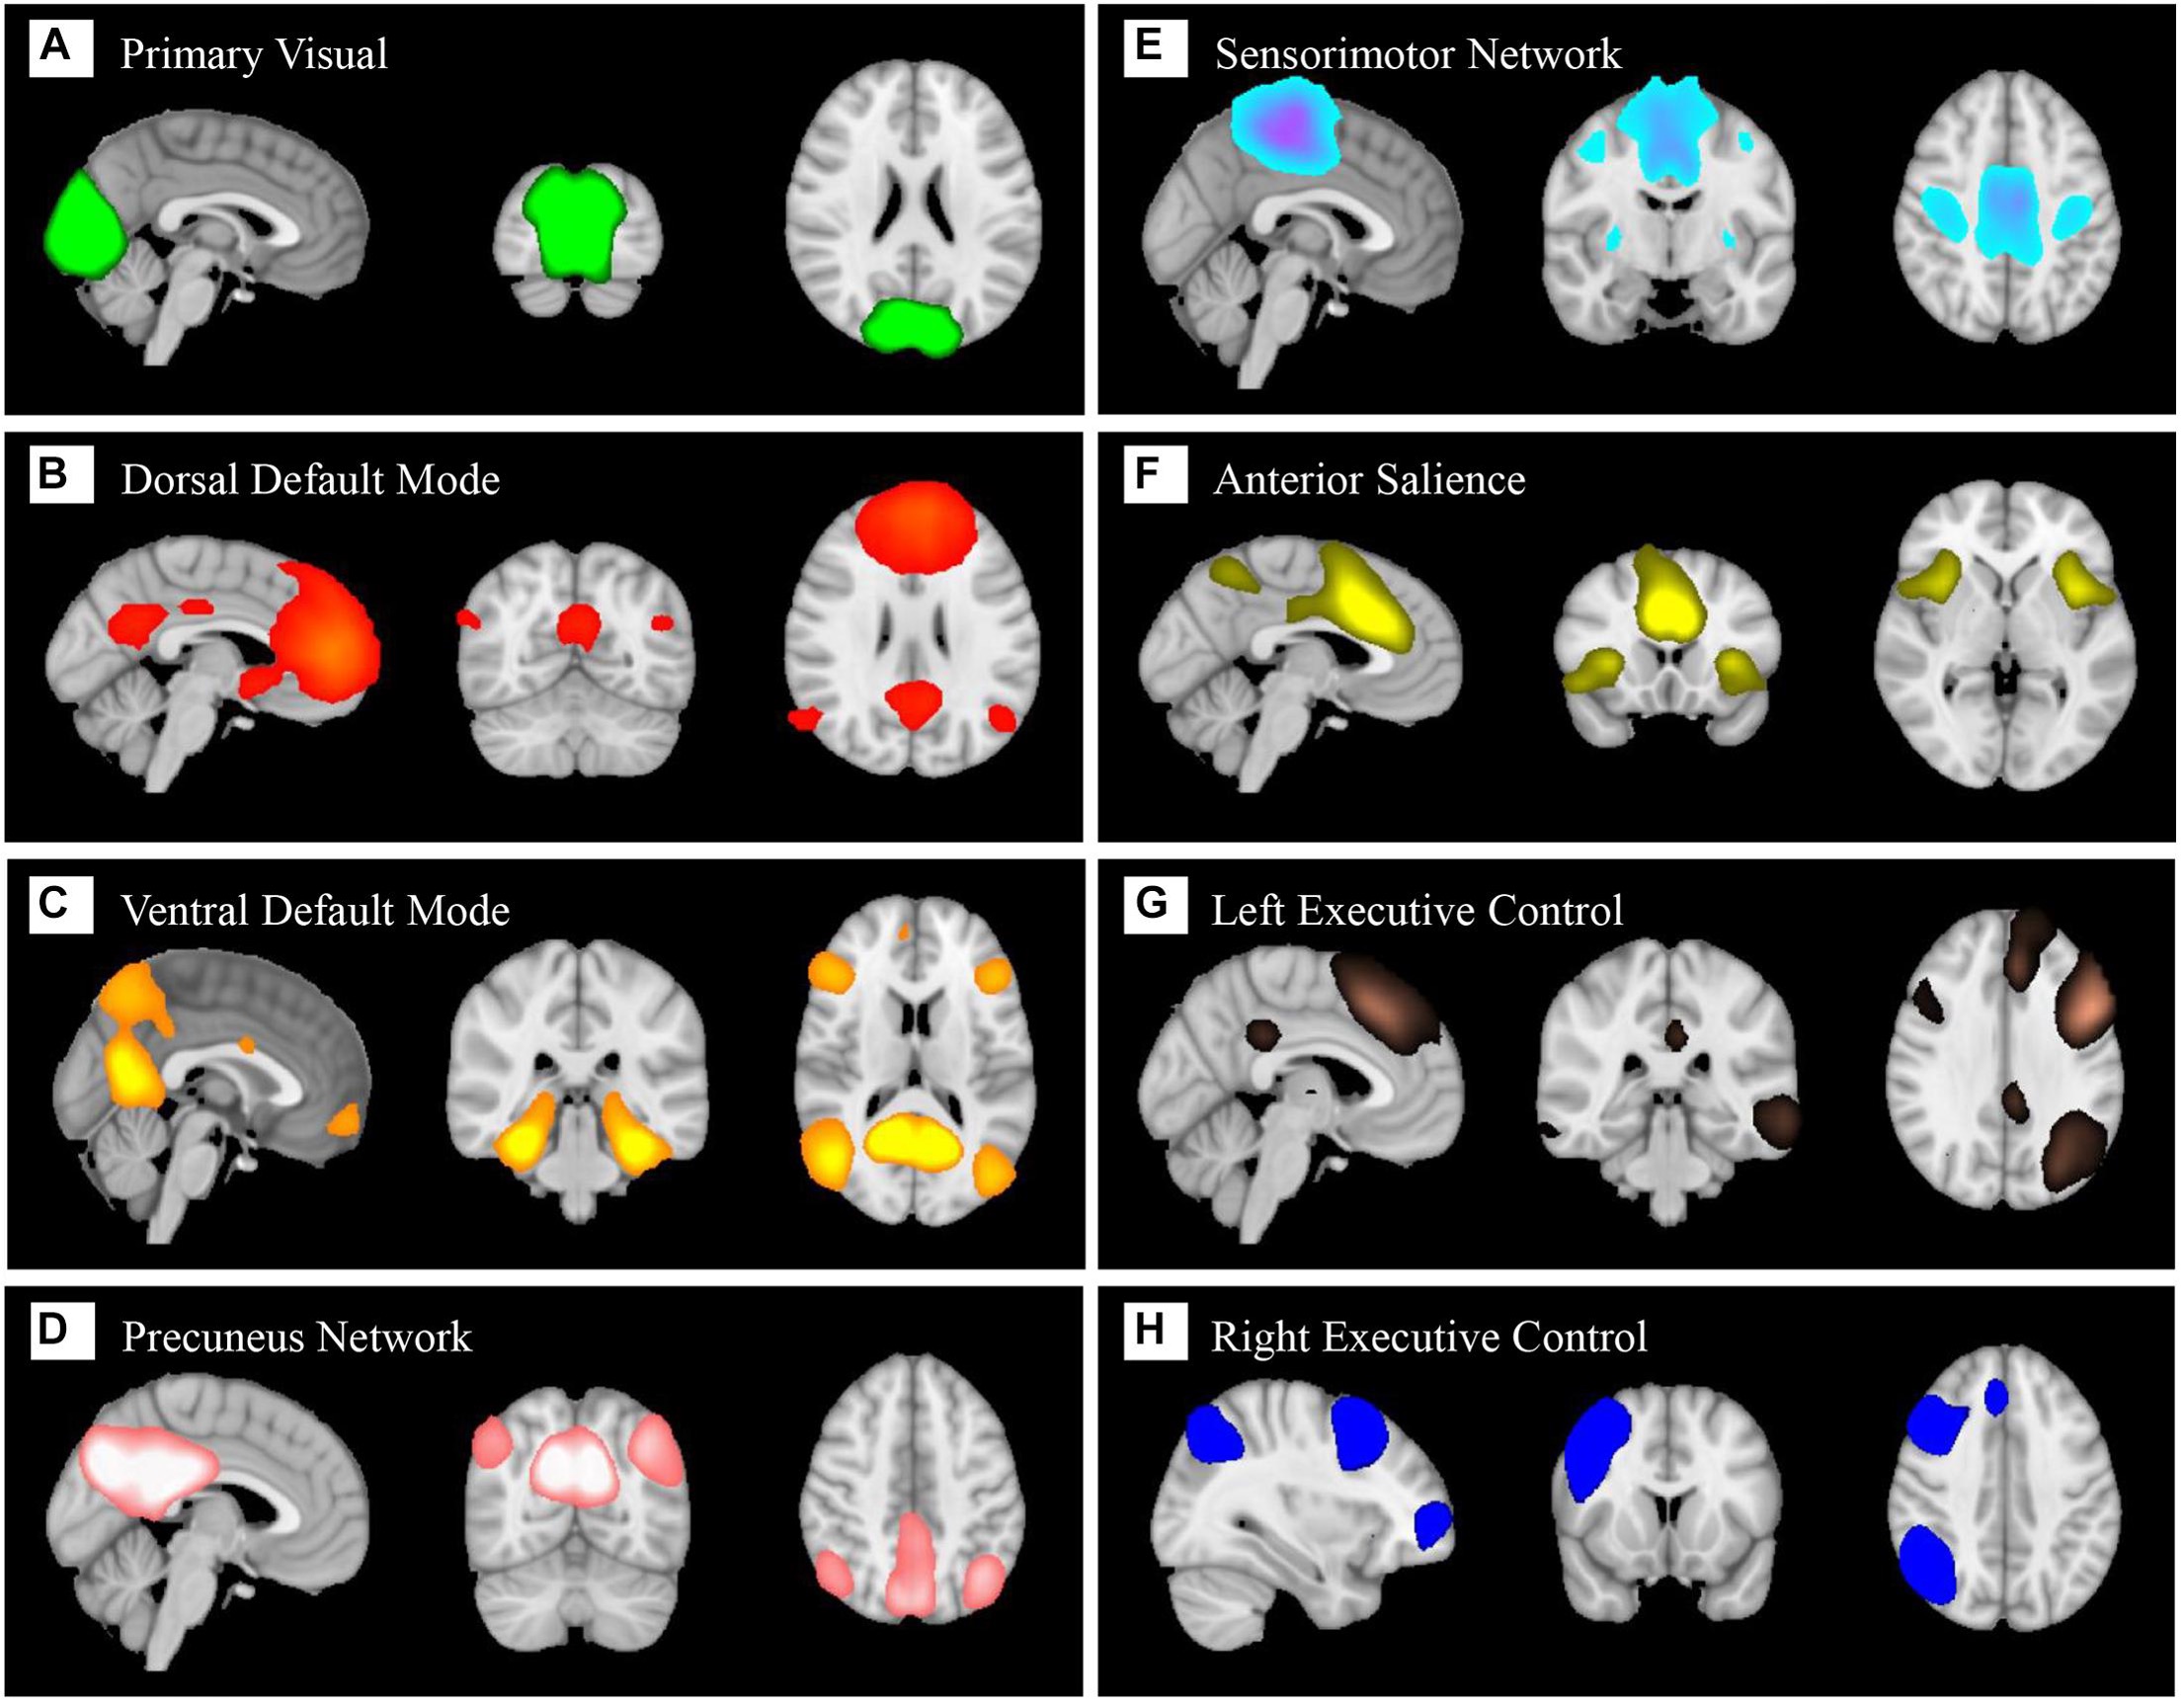 A Primary Visual
E Sensorimotor Network
B Dorsal Default Mode
F Anterior Salience
C Ventral Default Mode
G Left Executive Control
D Precuneus Network
H Right Executive Control